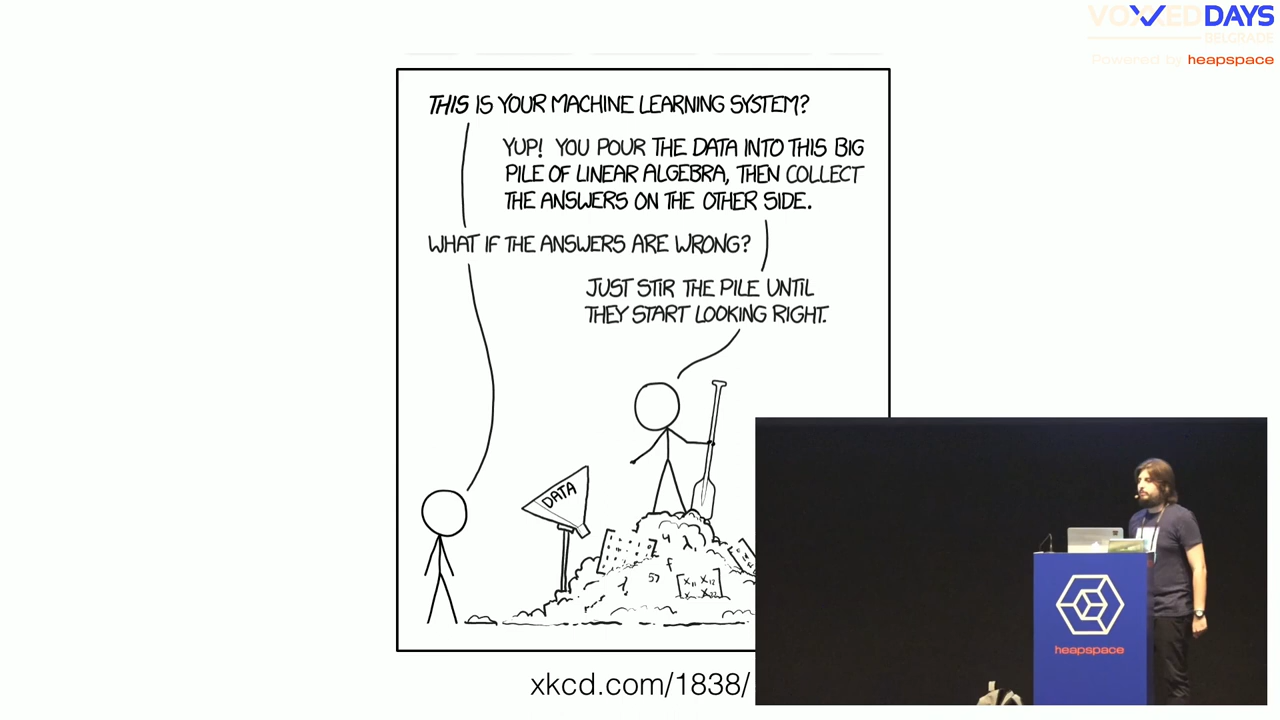 VOXXED DAYS
BELGRADE
Powered by heapspace
THIS IS YOUR MACHINE LEARNING SYSTEM?
YUP! YOU POUR THE DATA INTO THIS BIG
PILE OF LINEAR ALGEBRA, THEN COLLECT
THE ANSWERS ON THE OTHER SIDE.
WHAT IF THE ANSWERS ARE WRONG?
JUST STIR THE PILE UNTIL
THEY START LOOKING RIGHT.
DATA
heapspace
xkcd.com/1838/